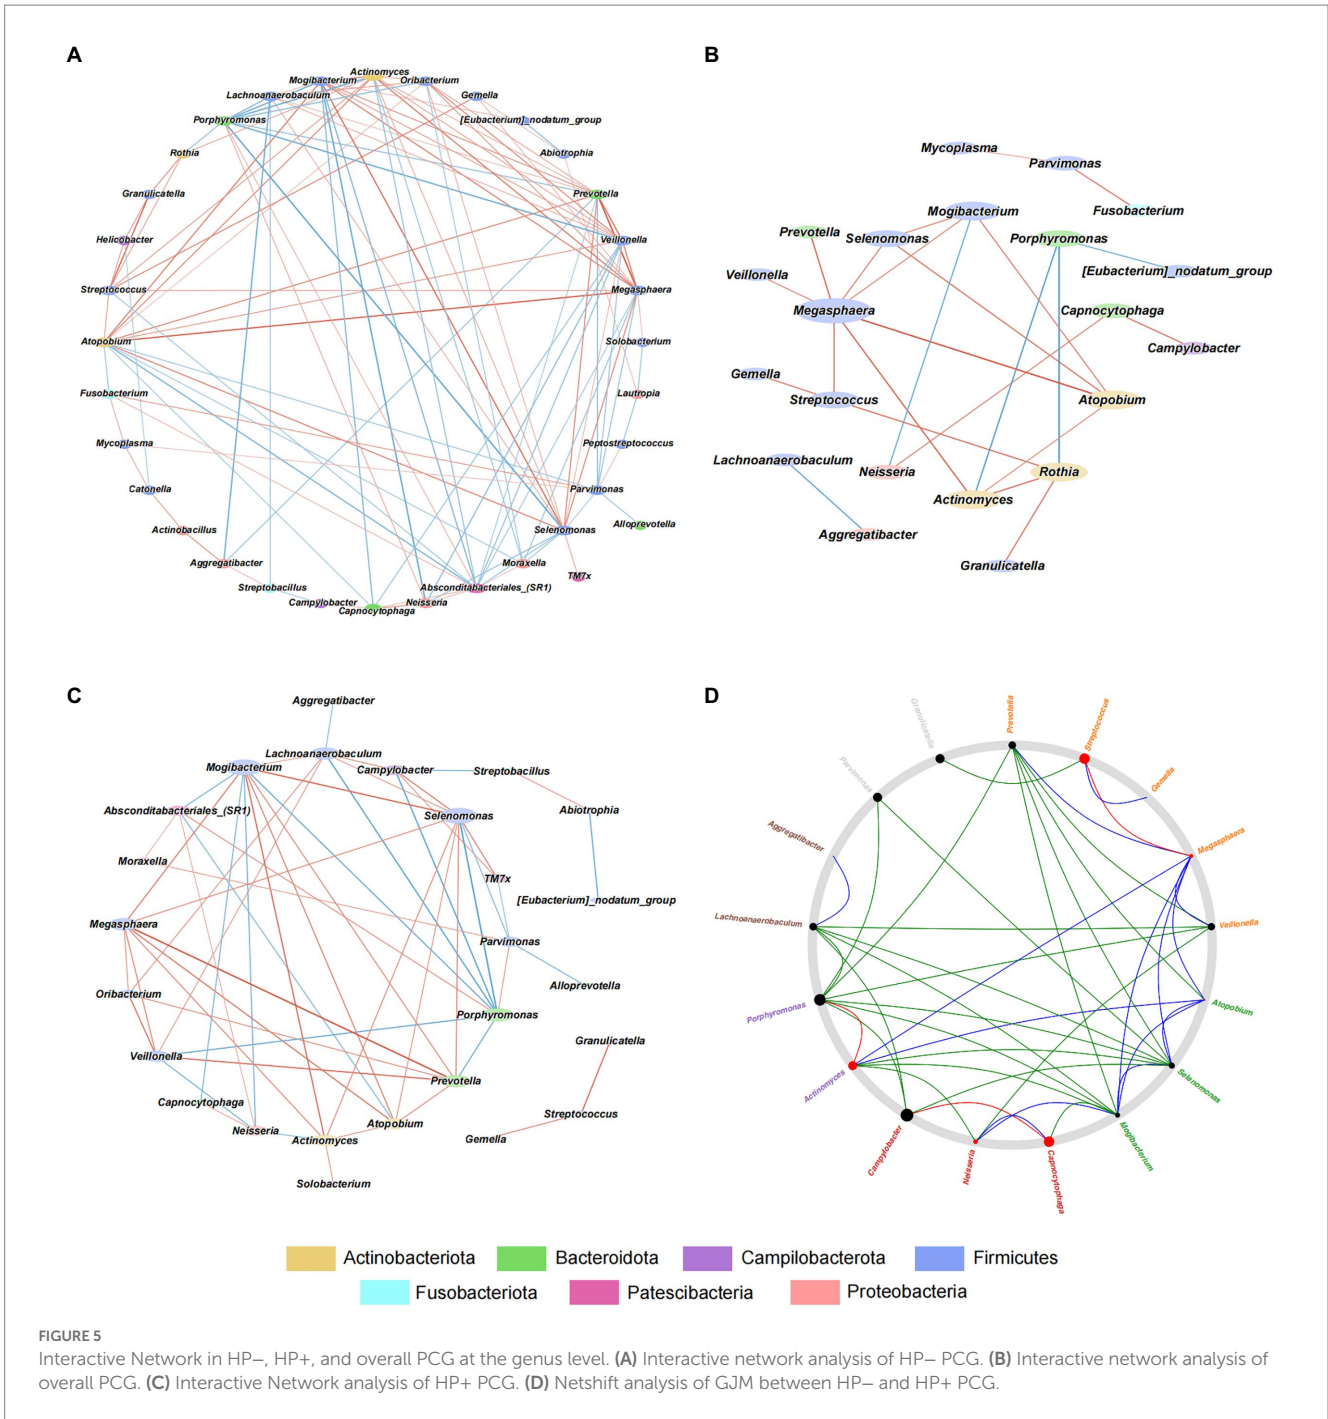 A
Actinomyces
Mogibacterium
Oribacterium
Lachnoanaerobaculum
Gemella
Porphyromonas
[Eubacterium]_nodatum_group
Rothia
Abiotrophia
Granulicatella
Prevotella
Helicobacter
Veillonella
Streptococcus
Megasphaera
Atopobium
Solobacterium
Fusobacterium
Lautropia
Mycoplasma
Peptostreptococcus
Catonella
Parvimonas
Actinobacillus
Selenomonas
Alloprevotella
Aggregatibacter
Moraxella
TM7x
Streptobacillus
Absconditabacteriales_(SR1)
Campylobacter
Neisseria
Capnocytophaga
B
Mycoplasma
Parvimonas
Mogibacterium
Fusobacterium
Prevotella
Selenomonas
Porphyromonas
Veillonella
[Eubacterium]_nodatum_group
Megasphaera
Capnocytophaga
Campylobacter
Gemella
Streptococcus
Atopobium
Lachnoanaerobaculum
Neisseria
Rothia
Actinomyces
Aggregatibacter
Granulicatella
C
Aggregatibacter
Lachnoanaerobaculum
Mogibacterium
Campylobacter
Streptobacillus
Absconditabacteriales_(SR1)
Selenomonas
Abiotrophia
Moraxella
TM7x
[Eubacterium]_nodatum_group
Megasphaera
Parvimonas
Oribacterium
Alloprevotella
Porphyromonas
Granulicatella
Veillonella
Prevotella
Capnocytophaga
Streptococcus
Atopobium
Neisseria
Actinomyces
Gemella
Solobacterium
D
Prevotella
Streptococcus
Granulicatella
Gemella
Parvimonas
Megasphaera
Aggregatibacter
Lachnoanaerobaculum
Veillonella
Porphyromonas
Atopobium
Actinomyces
Selenomonas
Campylobacter
Neisseria
Capnocytophaga
Mogibacterium
Actinobacteriota
Bacteroidota
Campilobacterota
Firmicutes
Fusobacteriota
Patescibacteria
Proteobacteria
FIGURE 5
Interactive Network in HP−, HP+, and overall PCG at the genus level. (A) Interactive network analysis of HP− PCG. (B) Interactive network analysis of
overall PCG. (C) Interactive Network analysis of HP+ PCG. (D) Netshift analysis of GJM between HP− and HP+ PCG.